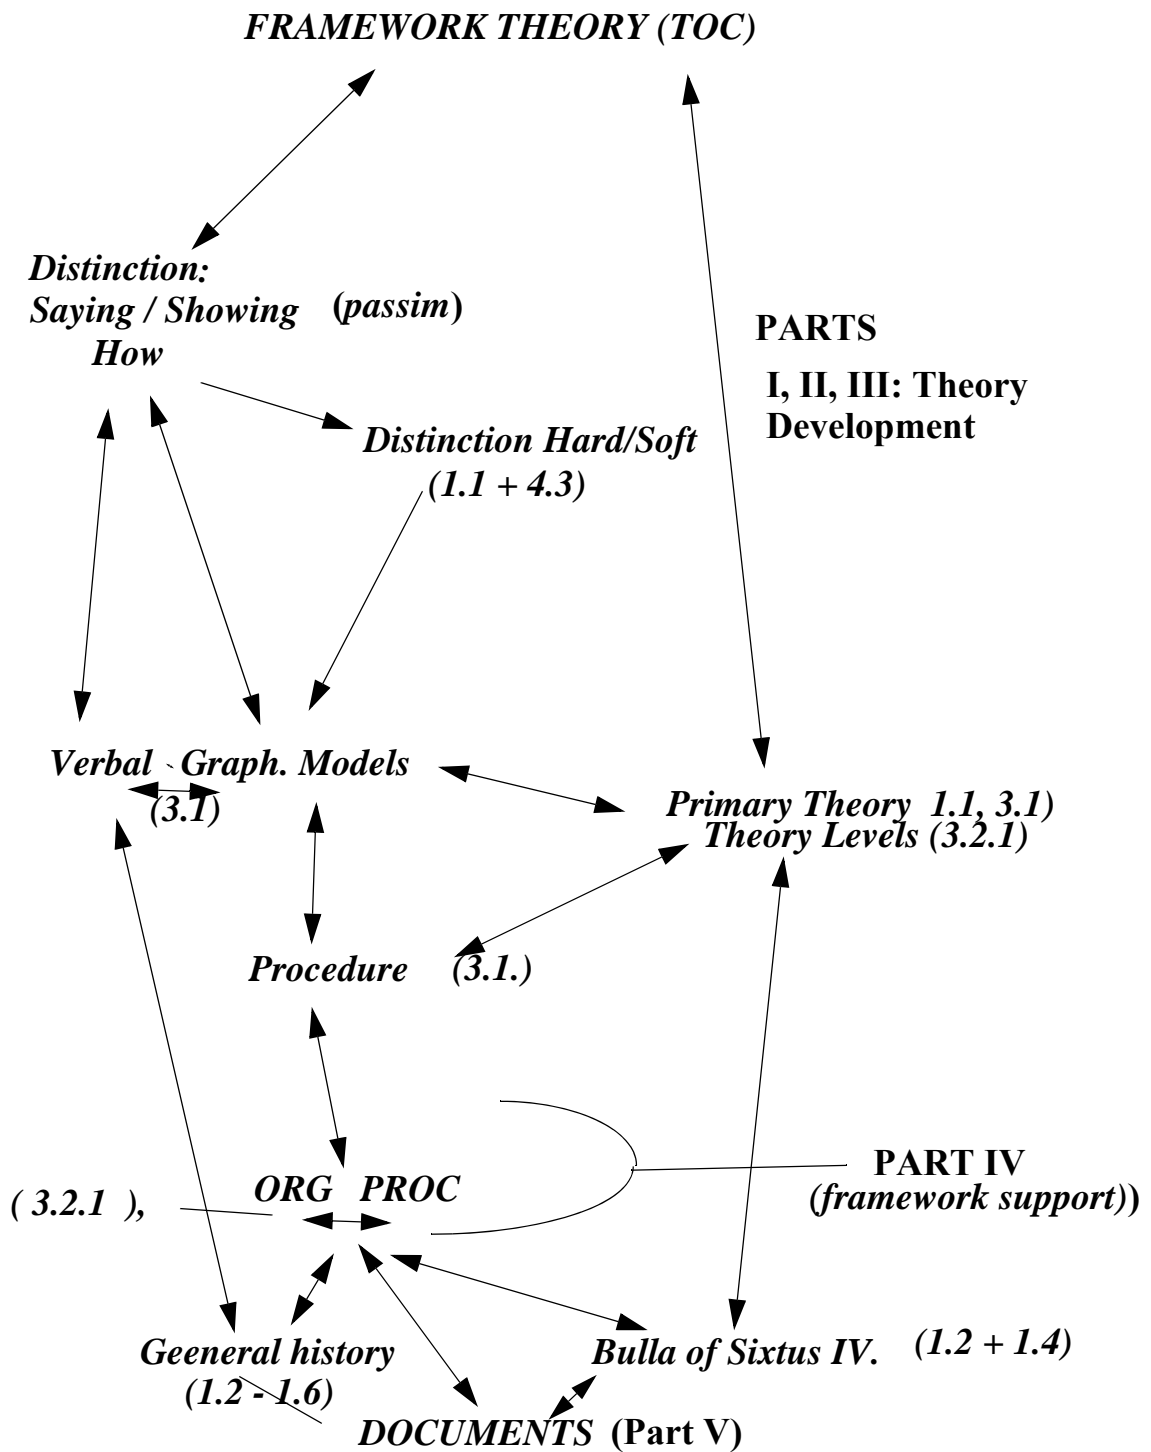 FRAMEWORK THEORY (TOC)
Distinction:
Saying / Showing (passim)
How
PARTS
I, II, III: Theory
Development
Distinction Hard/Soft
(1.1 + 4.3)
Verbal Graph. Models
(3.1)
Primary Theory 1.1, 3.1)
Theory Levels (3.2.1)
Procedure (3.1.)
PART IV
(framework support))
ORG PROC
( 3.2.1 ),
Geeneral history
(1.2 - 1.6)
Bulla of Sixtus IV. (1.2 + 1.4)
DOCUMENTS (Part V)